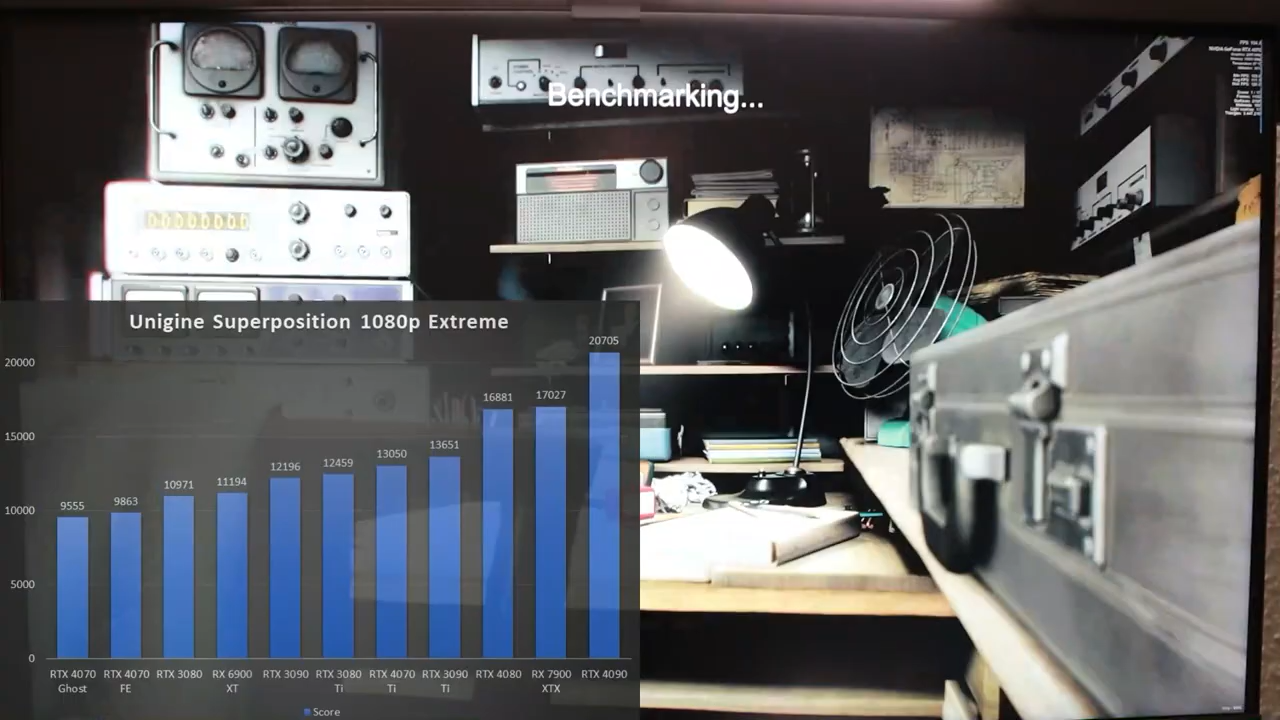 Benchmarking...
00000000
Unigine Superposition 1080p Extreme
20000
15000
10000
5000
0
9555
9863
10971
11194
12196
12459
13050
13651
16881
17027
20705
RTX 4070 Ghost
RTX 4070 FE
RTX 3080
RX 6900 XT
RTX 3090
RTX 3080 Ti
RTX 4070 Ti
RTX 3090 Ti
RTX 4080
RX 7900 XTX
RTX 4090
Score